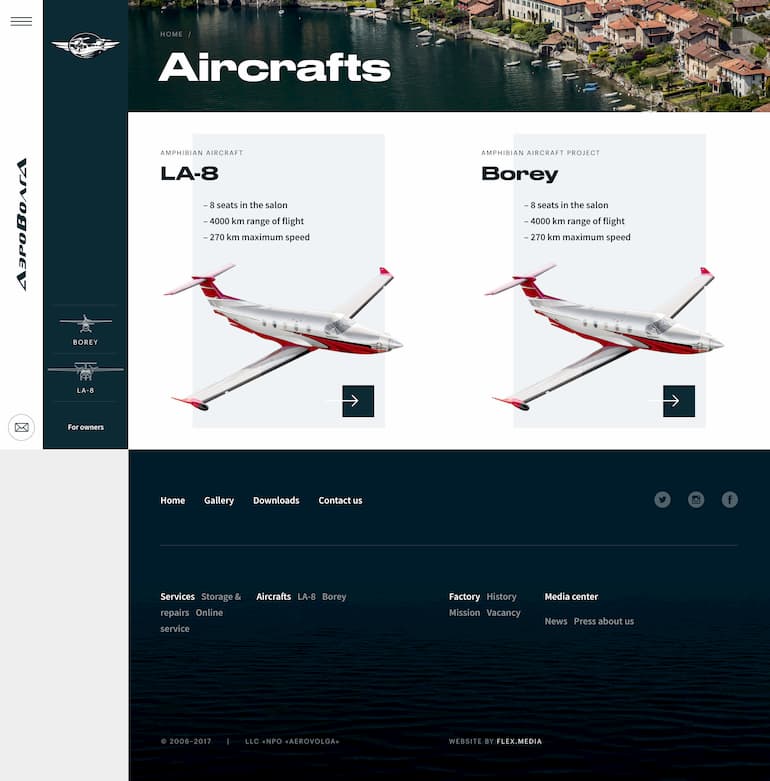 HOME /
Aircrafts
АэроВолга
BOREY
LA-8
For owners
AMPHIBIAN AIRCRAFT
LA-8
– 8 seats in the salon
– 4000 km range of flight
– 270 km maximum speed
AMPHIBIAN AIRCRAFT PROJECT
Borey
– 8 seats in the salon
– 4000 km range of flight
– 270 km maximum speed
Home Gallery Downloads Contact us
Services Storage &
repairs Online
service
Aircrafts LA-8 Borey
Factory History
Mission Vacancy
Media center
News Press about us
© 2006–2017 | LLC «NPO «AEROVOLGA»
WEBSITE BY FLEX.MEDIA